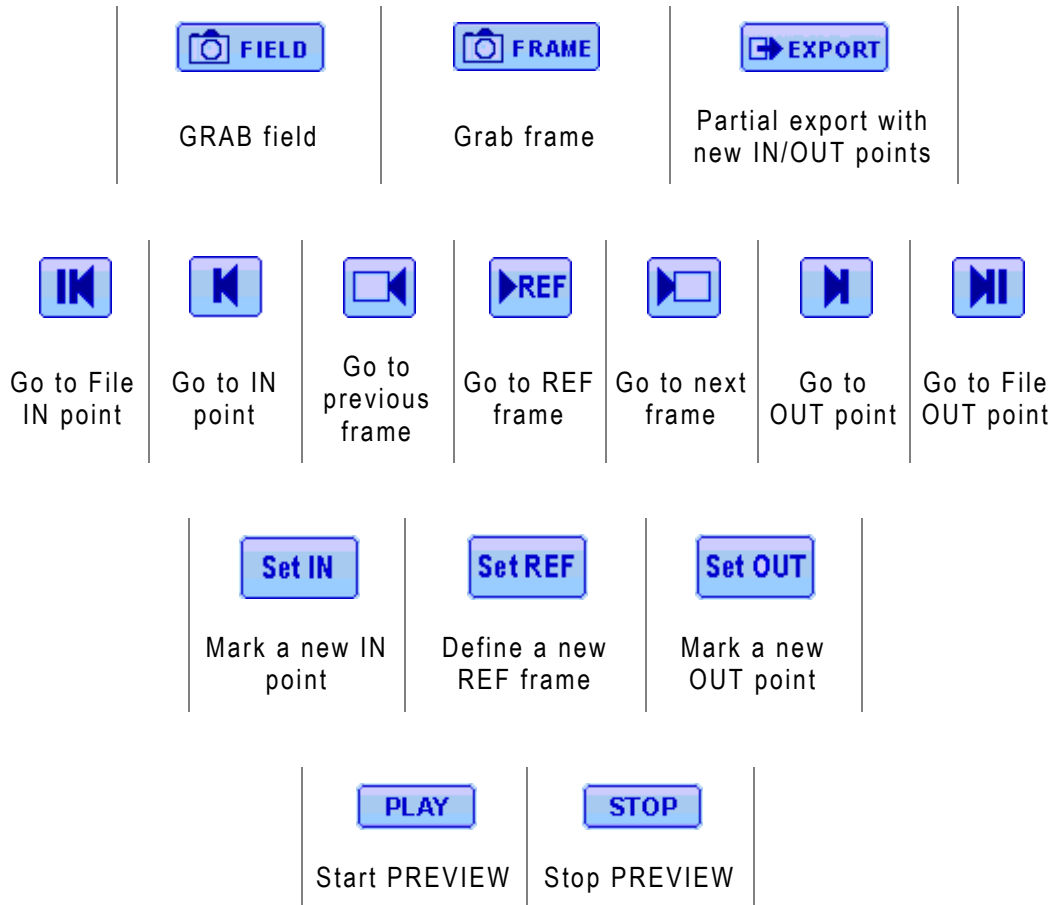 FIELD FRAME EXPORT
GRAB field Grab frame Partial export with
new IN/OUT points
REF
Go to File Go to IN Go to Go to REF Go to next Go to Go to File
IN point point previous frame frame OUT point OUT point
frame
Set IN Set REF Set OUT
Mark a new IN Define a new Mark a new
point REF frame OUT point
PLAY STOP
Start PREVIEW Stop PREVIEW